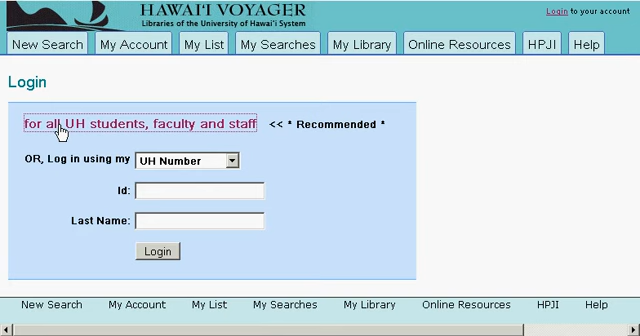 HAWAI'I VOYAGER
Libraries of the University of Hawai'i System
Login to your account
New Search My Account My List My Searches My Library Online Resources HPJI Help
Login
for all UH students, faculty and staff << * Recommended *
OR, Log in using my UH Number
Id:
Last Name:
Login
New Search My Account My List My Searches My Library Online Resources HPJI Help